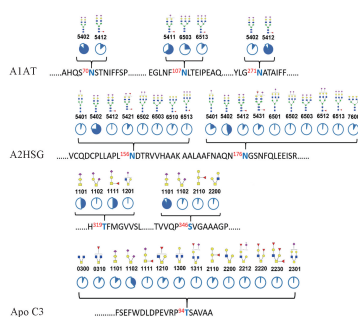 5402 5412 5411 6503 6513 5402 5412
A1AT ......AHQS70NSTNIFFSP...... EGLNF107NLTEIPEAQ...... YLG271NATAIFF......
5401 5402 5412 5421 6502 6503 6510 6513 5401 5402 5412 5431 6501 6502 6503 6512 6513 7600
A2HSG ......VCQDCPLLAPL156NDTRVVHAAK AALAAFNAQN176NGSNFQLEEISR......
1101 1102 1111 1201 1101 1102 2110 2200
......H319TFMGVVSL...... TVVQP346SVGAAAGP......
0300 0310 1101 1102 1111 1210 1300 1311 2110 2200 2212 2220 2230 2301
Apo C3 ..........FSEFWDLDPEVRP94TSAVAA